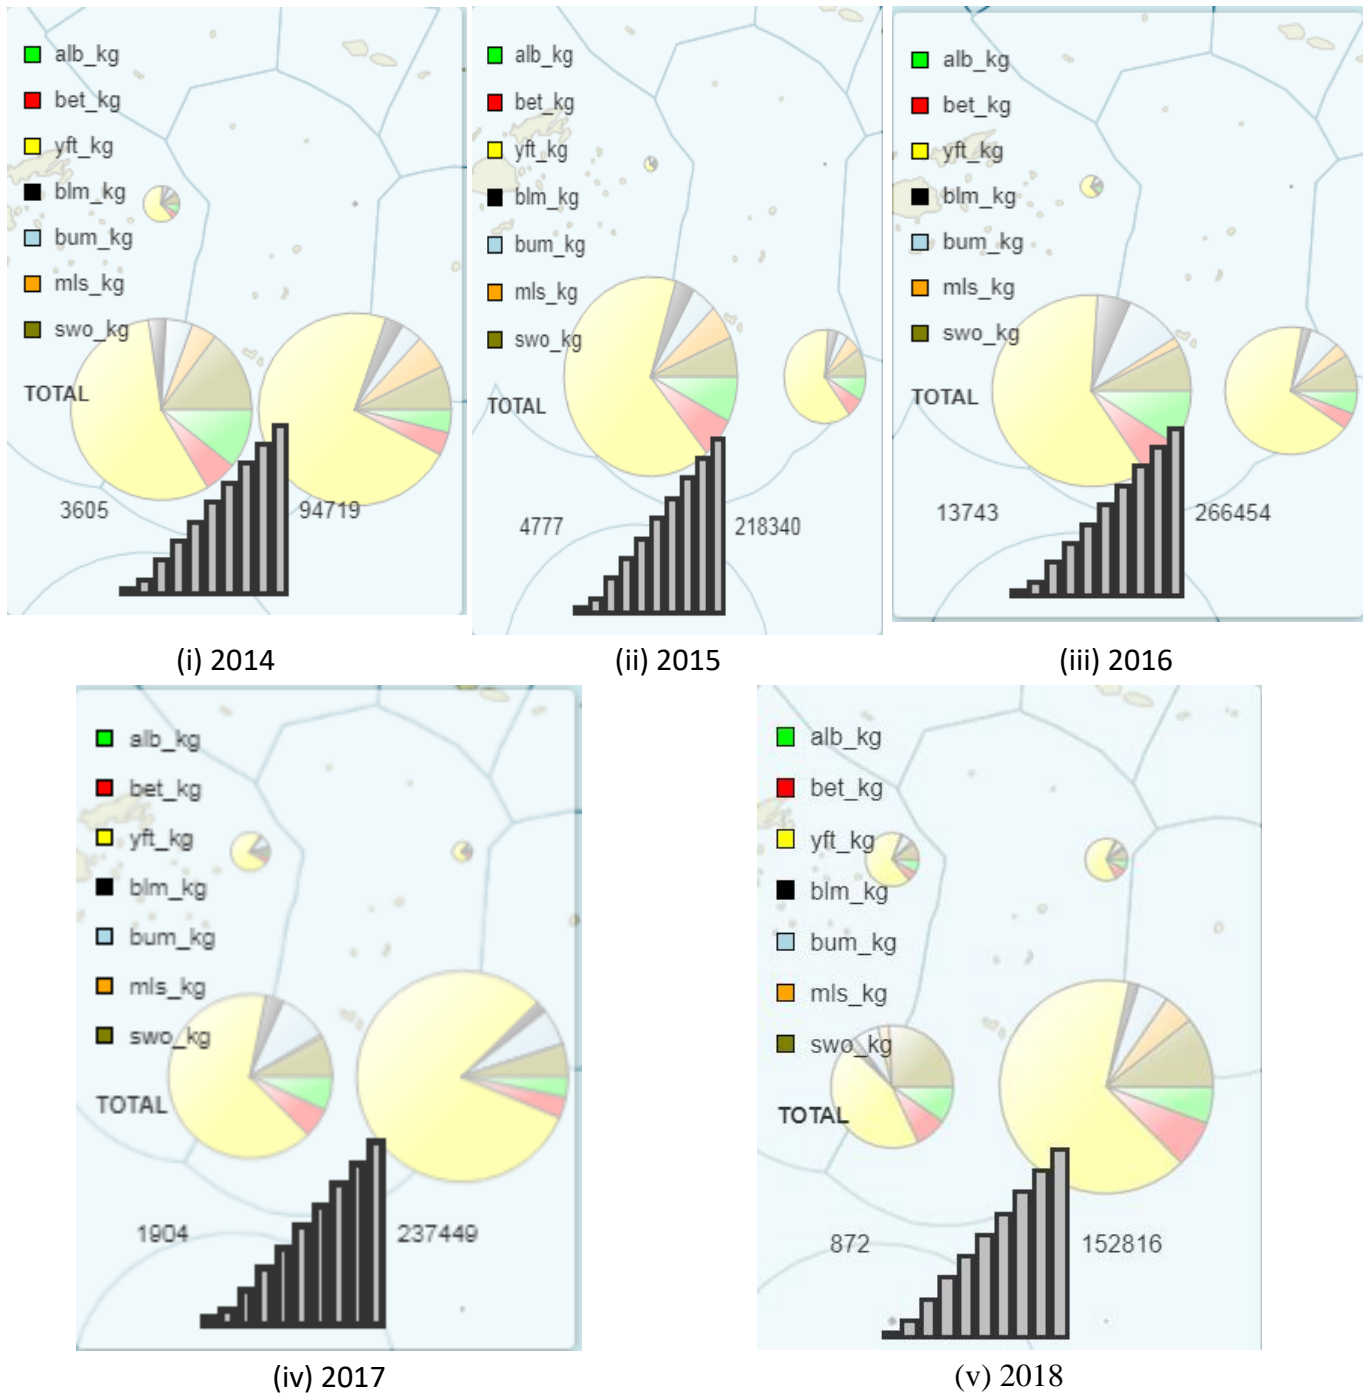 alb_kg
bet_kg
yft_kg
blm_kg
bum_kg
mls_kg
swo_kg
TOTAL
3605
94719
(i) 2014
alb_kg
bet_kg
yft_kg
blm_kg
bum_kg
mls_kg
swo_kg
TOTAL
4777
218340
(ii) 2015
alb_kg
bet_kg
yft_kg
blm_kg
bum_kg
mls_kg
swo_kg
TOTAL
13743
266454
(iii) 2016
alb_kg
bet_kg
yft_kg
blm_kg
bum_kg
mls_kg
swo_kg
TOTAL
1904
237449
(iv) 2017
alb_kg
bet_kg
yft_kg
blm_kg
bum_kg
mls_kg
swo_kg
TOTAL
872
152816
(v) 2018